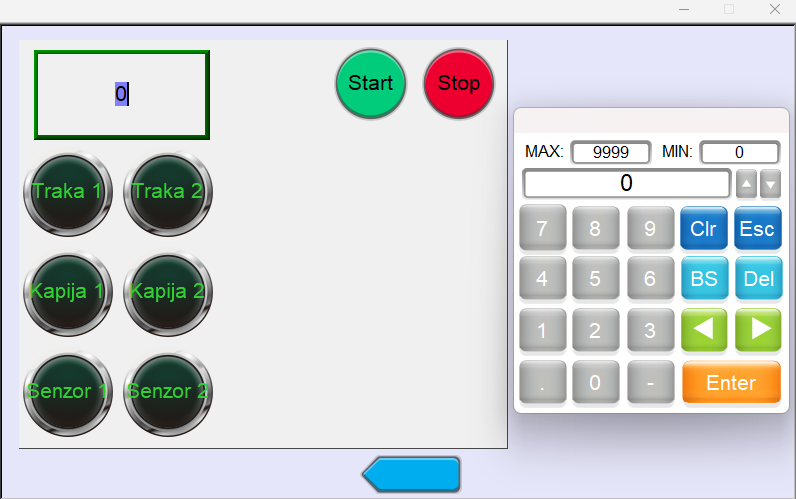 0
Start
Stop
Traka 1
Traka 2
Kapija 1
Kapija 2
Senzor 1
Senzor 2
MAX: 9999 MIN: 0
0
7 8 9 Clr Esc
4 5 6 BS Del
1 2 3
. 0 - Enter